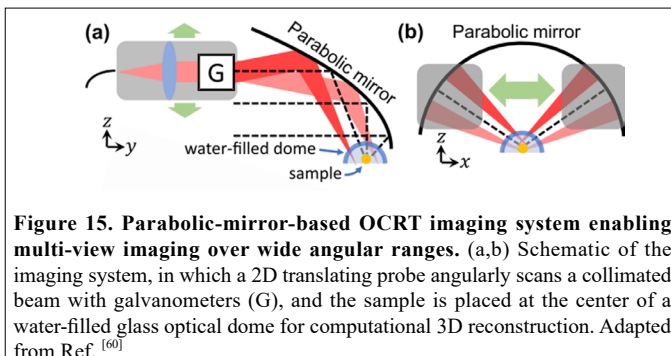 (a)
G
Parabolic mirror
z
y
water-filled dome
sample
(b)
Parabolic mirror
z
x
Figure 15. Parabolic-mirror-based OCRT imaging system enabling
multi-view imaging over wide angular ranges. (a,b) Schematic of the
imaging system, in which a 2D translating probe angularly scans a collimated
beam with galvanometers (G), and the sample is placed at the center of a
water-filled glass optical dome for computational 3D reconstruction. Adapted
from Ref. [60]